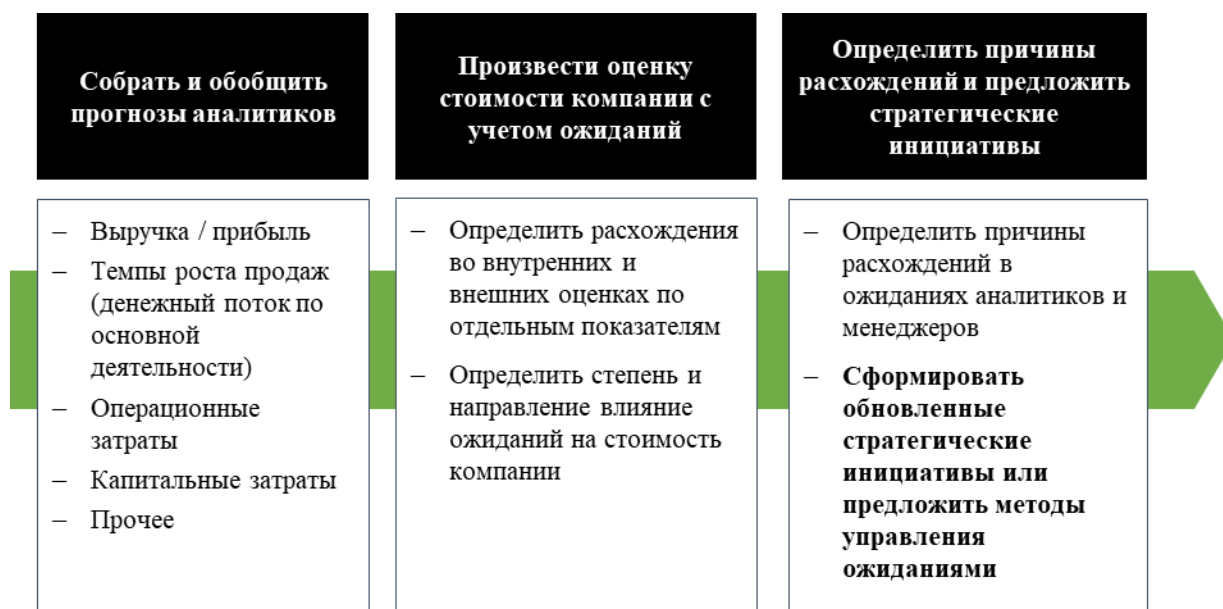 Собрать и обобщить
прогнозы аналитиков
– Выручка / прибыль
– Темпы роста продаж
(денежный поток по
основной
деятельности)
– Операционные
затраты
– Капитальные затраты
– Прочее
Произвести оценку
стоимости компании с
учетом ожиданий
– Определить расхождения
во внутренних и
внешних оценках по
отдельным показателям
– Определить степень и
направление влияние
ожиданий на стоимость
компании
Определить причины
расхождений и предложить
стратегические
инициативы
– Определить причины
расхождений в
ожиданиях аналитиков и
менеджеров
– Сформировать
обновленные
стратегические
инициативы или
предложить методы
управления
ожиданиями